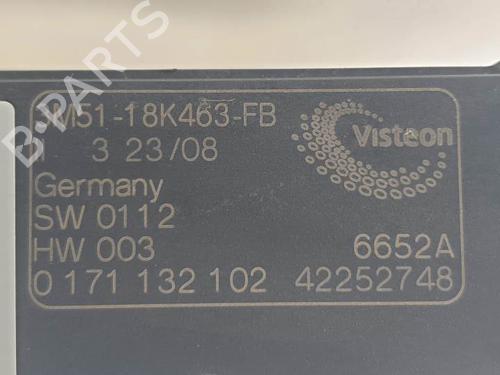 M51-18K463-FB
3 23/08
Visteon
Germany
SW 0112
HW 003 6652A
0 171 132 102 42252748
B-PARTS